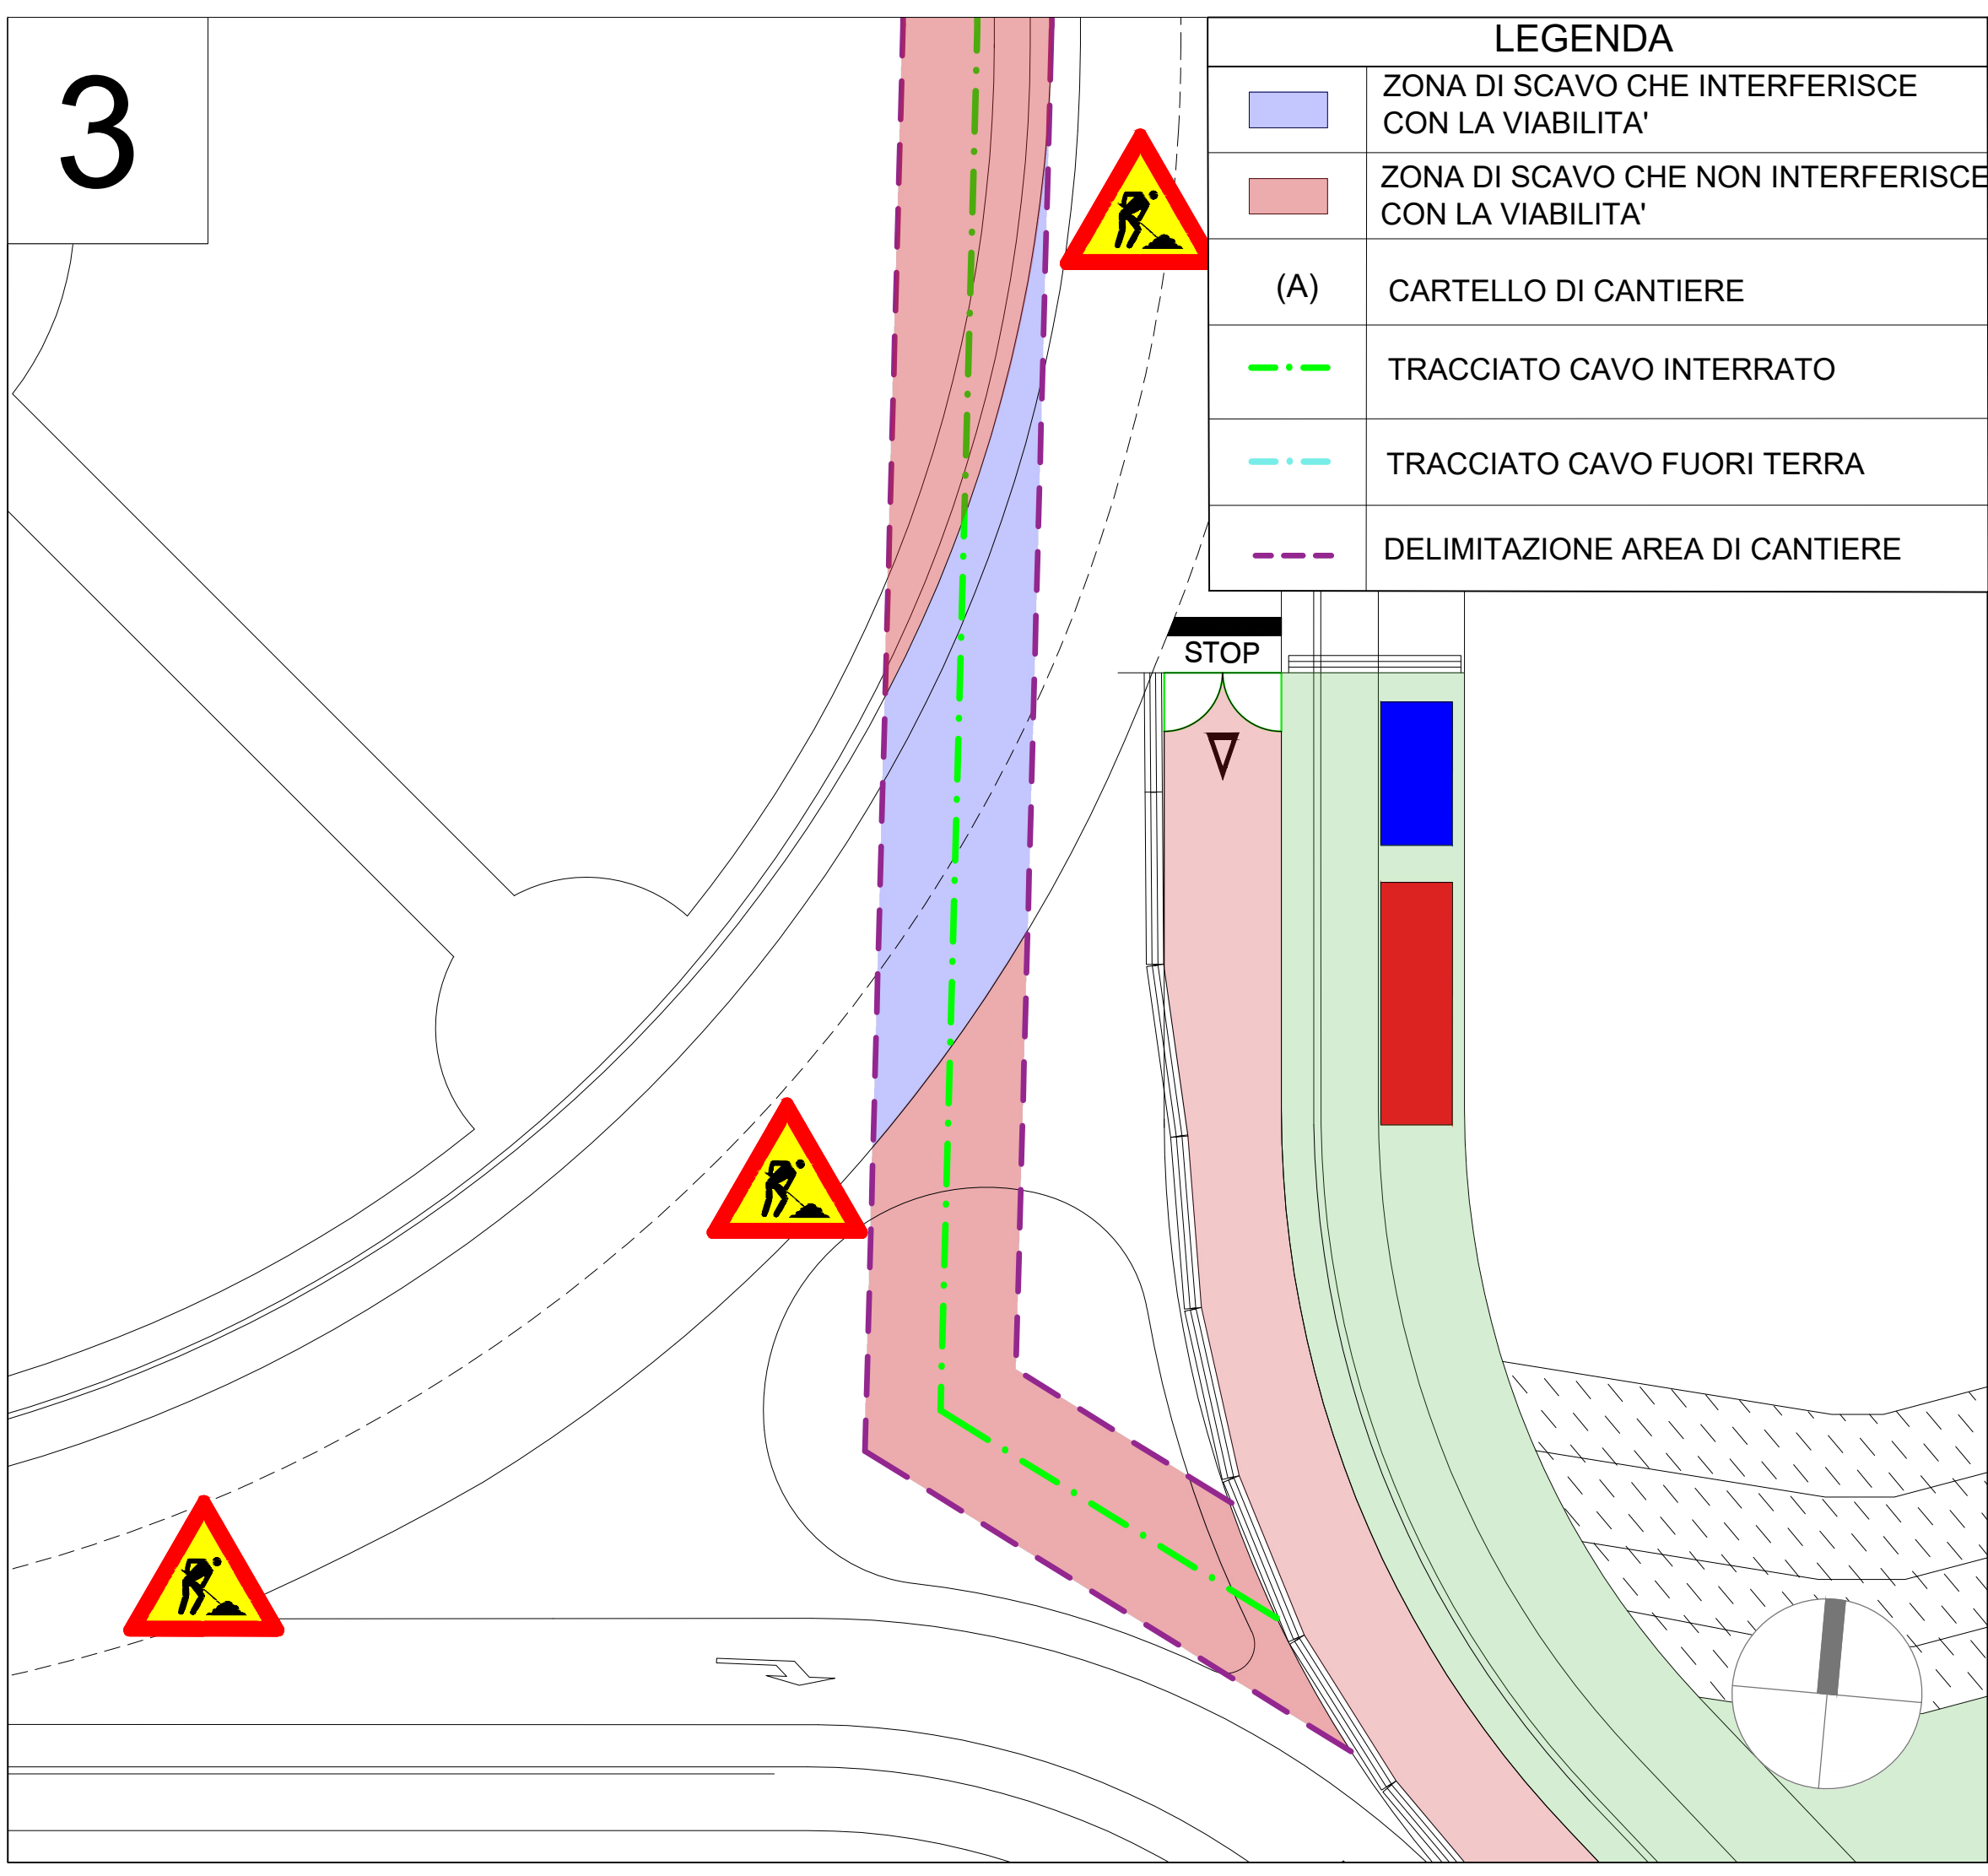 3
LEGENDA
ZONA DI SCAVO CHE INTERFERISCE
CON LA VIABILITA'
ZONA DI SCAVO CHE NON INTERFERISCE
CON LA VIABILITA'
(A)
CARTELLO DI CANTIERE
TRACCIATO CAVO INTERRATO
TRACCIATO CAVO FUORI TERRA
DELIMITAZIONE AREA DI CANTIERE
STOP